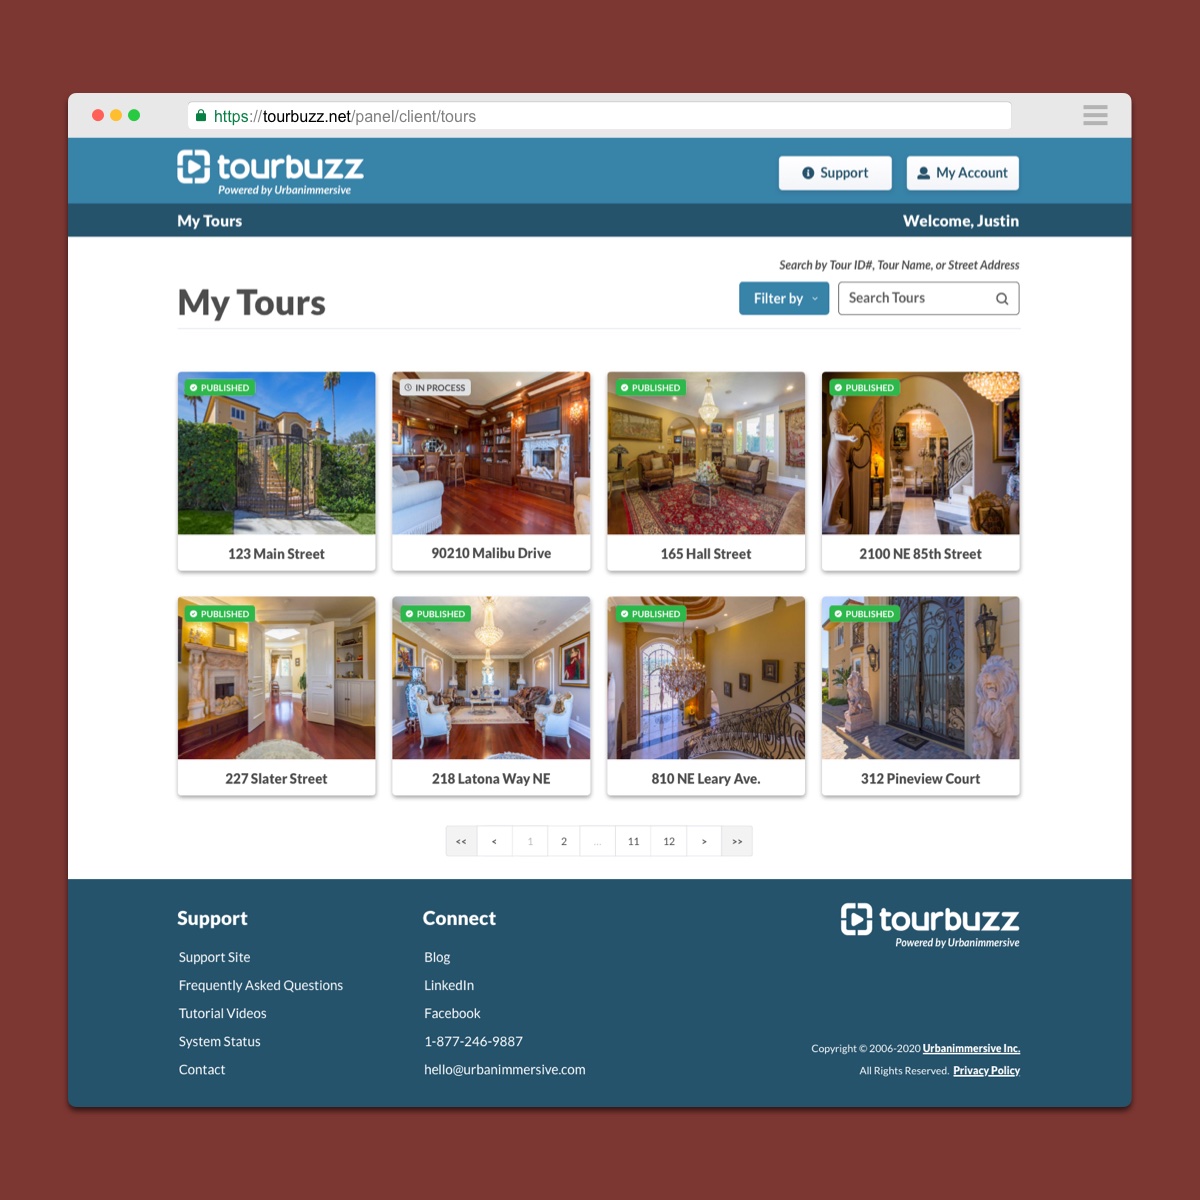 https://tourbuzz.net/panel/client/tours
tourbuzz
Powered by Urbanimmersive
Support
My Account
My Tours
Welcome, Justin
Search by Tour ID#, Tour Name, or Street Address
My Tours
Filter by
Search Tours
PUBLISHED
IN PROCESS
PUBLISHED
PUBLISHED
123 Main Street
90210 Malibu Drive
165 Hall Street
2100 NE 85th Street
PUBLISHED
PUBLISHED
PUBLISHED
PUBLISHED
227 Slater Street
218 Latona Way NE
810 NE Leary Ave.
312 Pineview Court
<< < 1 2 ... 11 12 > >>
Support
Support Site
Frequently Asked Questions
Tutorial Videos
System Status
Contact
Connect
Blog
LinkedIn
Facebook
1-877-246-9887
hello@urbanimmersive.com
tourbuzz
Powered by Urbanimmersive
Copyright © 2006-2020 Urbanimmersive Inc.
All Rights Reserved. Privacy Policy